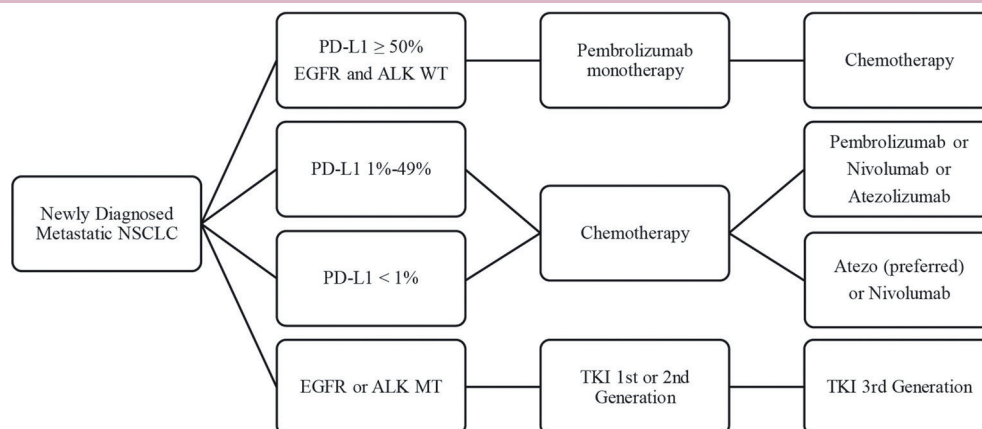 Newly Diagnosed
Metastatic NSCLC
PD-L1 ≥ 50%
EGFR and ALK WT
Pembrolizumab
monotherapy
Chemotherapy
PD-L1 1%-49%
PD-L1 < 1%
Chemotherapy
Pembrolizumab or
Nivolumab or
Atezolizumab
Atezo (preferred)
or Nivolumab
EGFR or ALK MT
TKI 1st or 2nd
Generation
TKI 3rd Generation